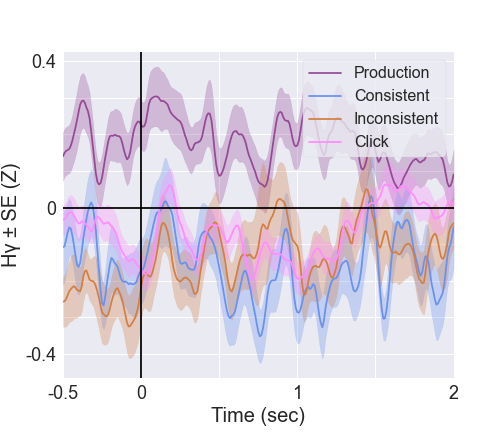 0.4
Production
Consistent
Inconsistent
Click
Hγ ± SE (Z)
0
-0.4
-0.5
0
1
2
Time (sec)